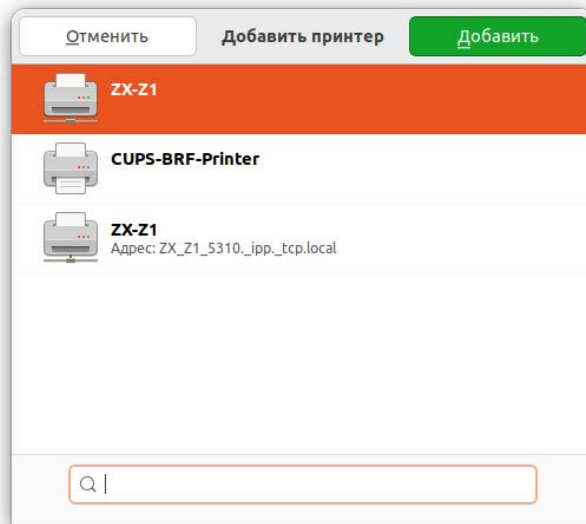 Отменить
Добавить принтер
Добавить
ZX-Z1
CUPS-BRF-Printer
ZX-Z1
Адрес: ZX_Z1_5310._ipp._tcp.local